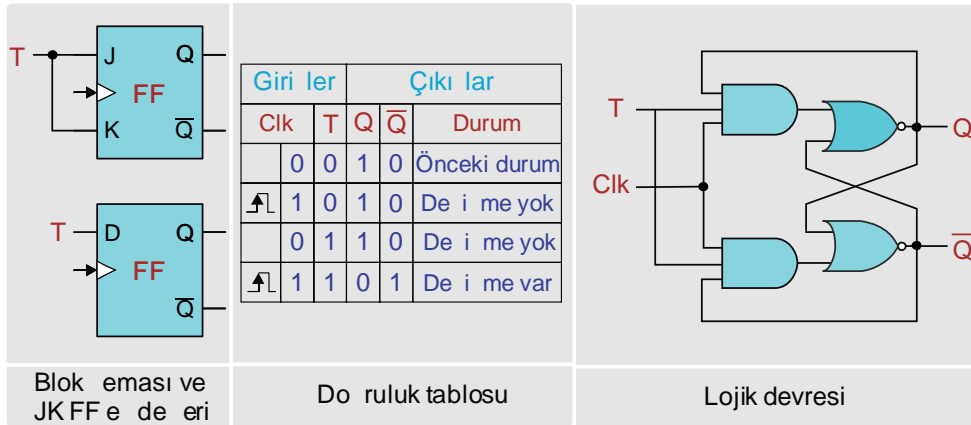 T
J
Q
FF
K
Q̅
T
D
Q
FF
Q̅
Blok eması ve
JK FF e de eri
Giri ler Çıkı lar
Clk T Q Q̅ Durum
0 0 1 0 Önceki durum
1 0 1 0 De i me yok
0 1 1 0 De i me yok
1 1 0 1 De i me var
Do ruluk tablosu
T
Q
Clk
Q̅
Lojik devresi